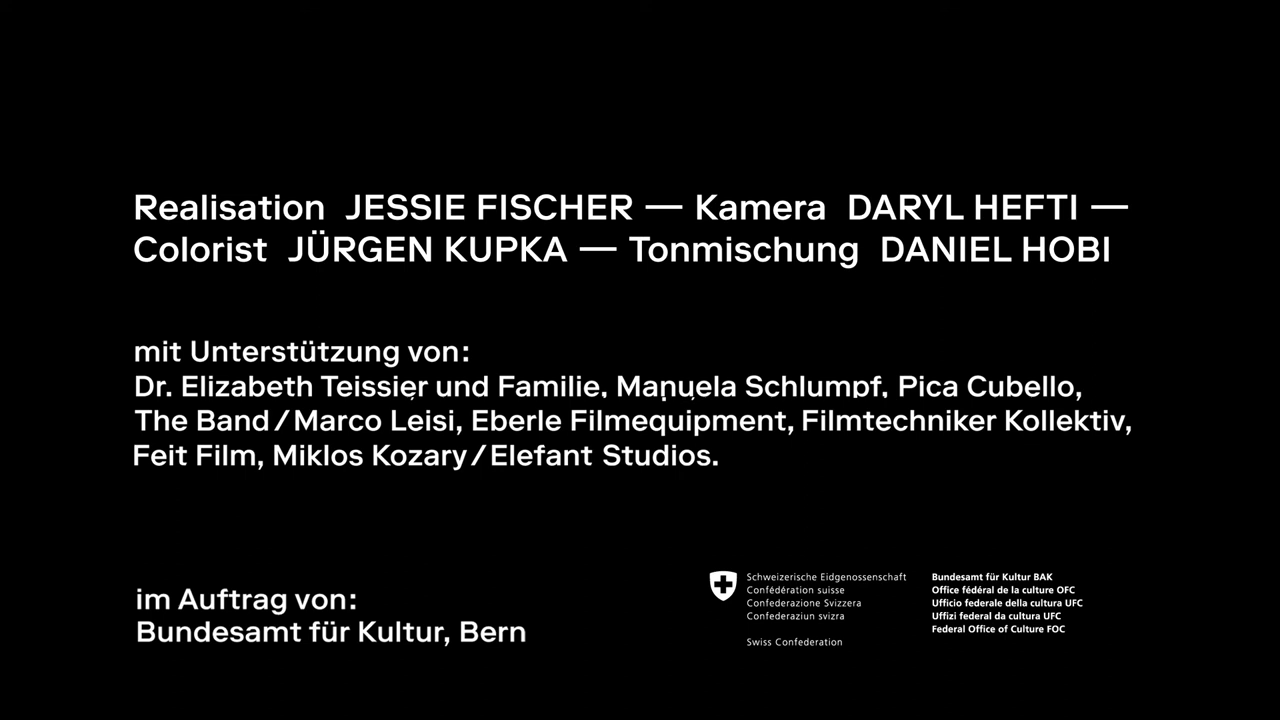 Realisation JESSIE FISCHER — Kamera DARYL HEFTI —
Colorist JÜRGEN KUPKA — Tonmischung DANIEL HOBI
mit Unterstützung von:
Dr. Elizabeth Teissier und Familie, Manuela Schlumpf, Pica Cubello,
The Band/Marco Leisi, Eberle Filmequipment, Filmtechniker Kollektiv,
Feit Film, Miklos Kozary/Elefant Studios.
im Auftrag von:
Bundesamt für Kultur, Bern
Schweizerische Eidgenossenschaft
Confédération suisse
Confederazione Svizzera
Confederaziun svizra
Swiss Confederation
Bundesamt für Kultur BAK
Office fédéral de la culture OFC
Ufficio federale della cultura UFC
Uffizi federal da cultura UFC
Federal Office of Culture FOC